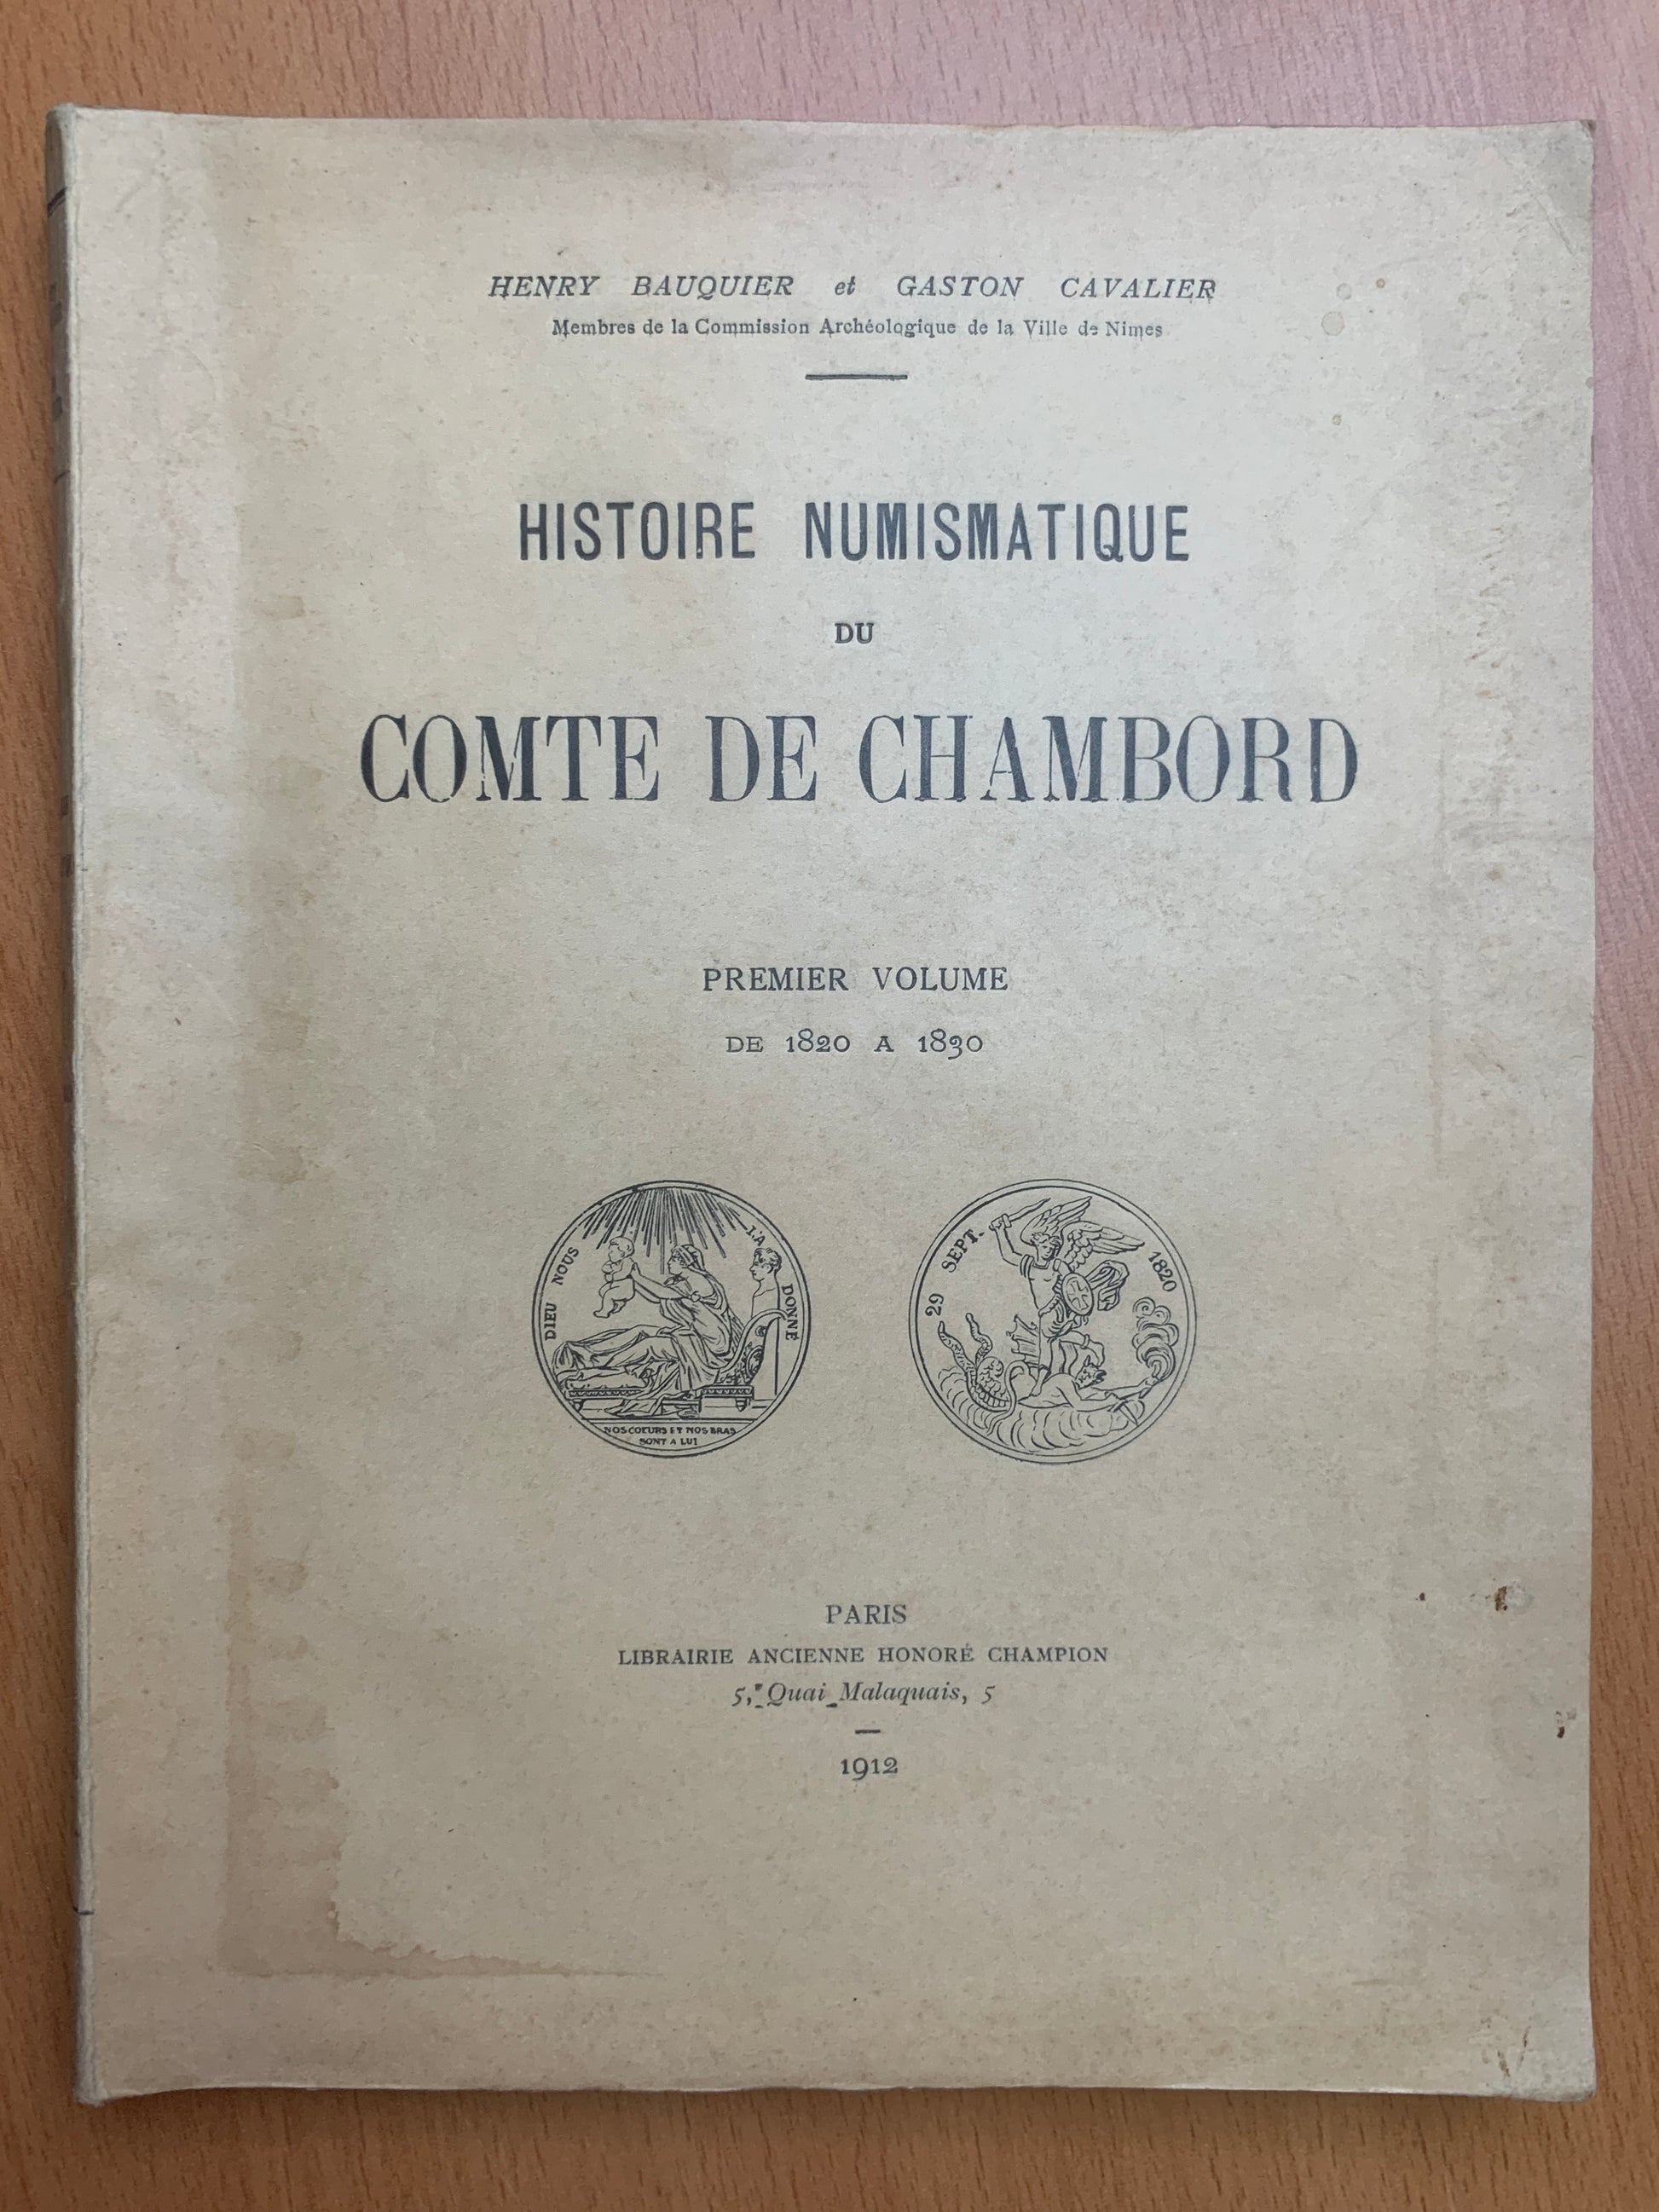 HENRY BAUQUIER et GASTON CAVALIER
Membres de la Commission Archéologique de la Ville de Nimes
HISTOIRE NUMISMATIQUE
DU
COMTE DE CHAMBORD
PREMIER VOLUME
DE 1820 A 1830
DIEU NOUS L'A DONNÉ
NOS COEURS ET NOS BRAS
SONT A LUI
29 SEPT. 1820
PARIS
LIBRAIRIE ANCIENNE HONORÉ CHAMPION
5, Quai Malaquais, 5
1912